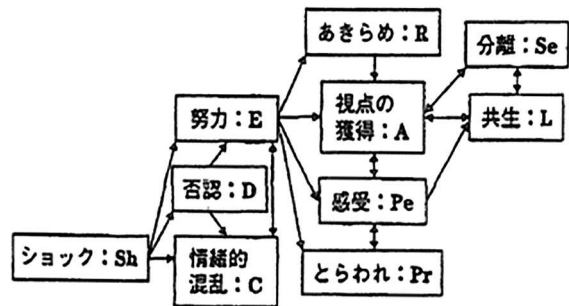 あきらめ：R
分離：Se
努力：E
視点の
獲得：A
共生：L
否認：D
感受：Pe
ショック：Sh
情緒的
混乱：C
とらわれ：Pr